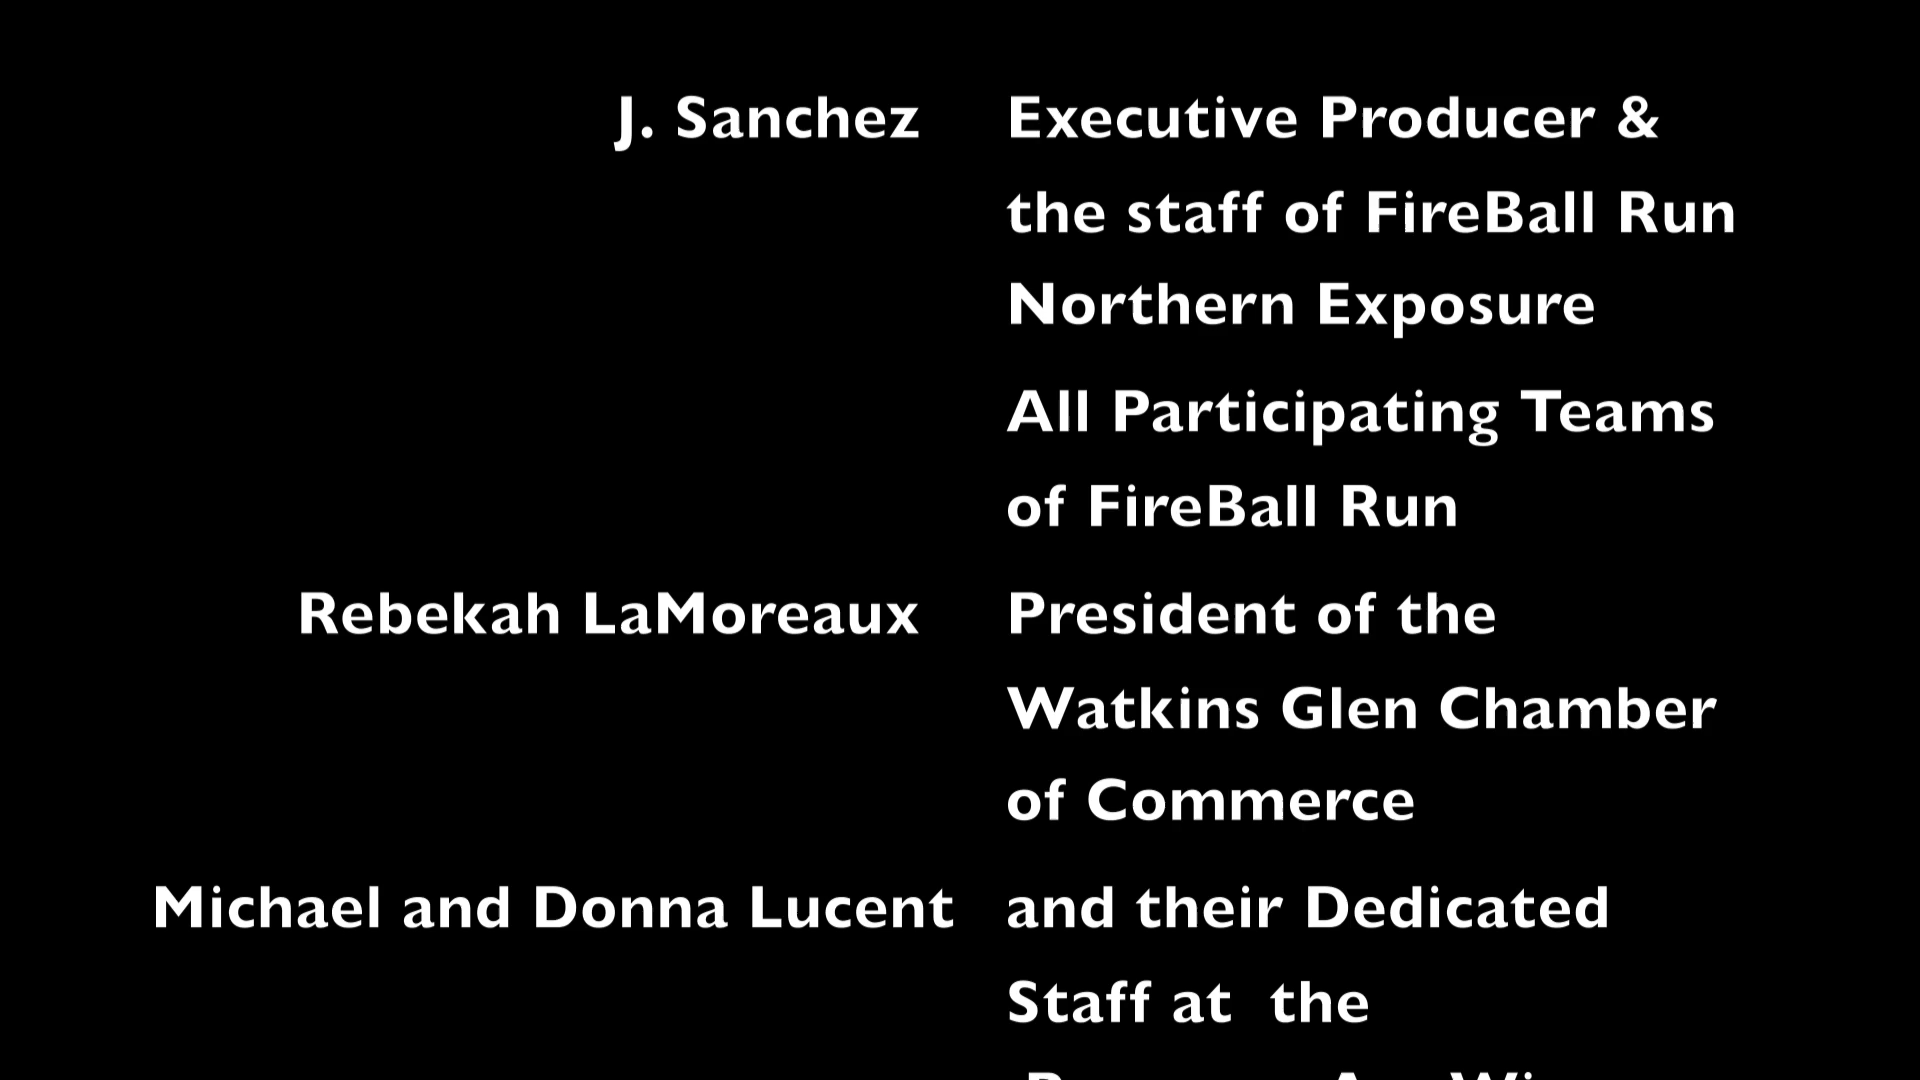 J. Sanchez Executive Producer &
the staff of FireBall Run
Northern Exposure
All Participating Teams
of FireBall Run
Rebekah LaMoreaux President of the
Watkins Glen Chamber
of Commerce
Michael and Donna Lucent and their Dedicated
Staff at the